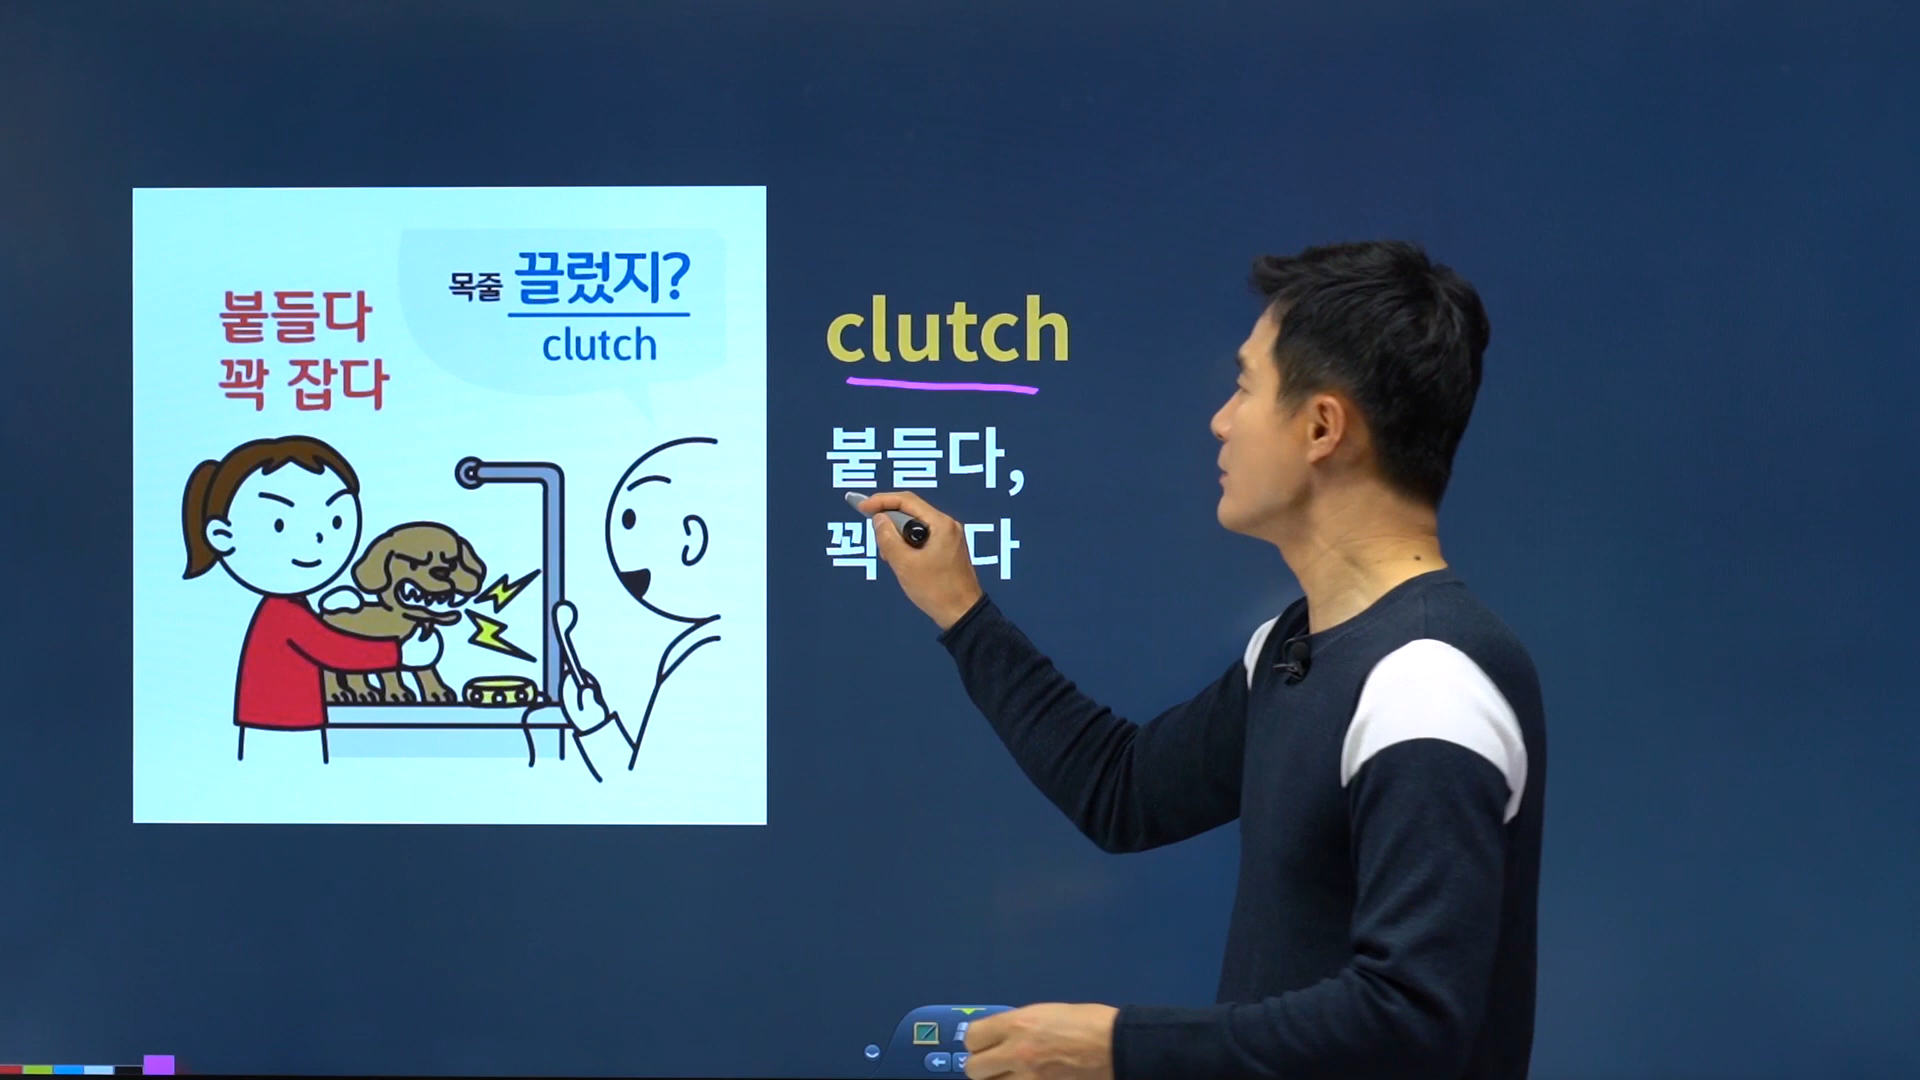 붙들다
꽉 잡다
목줄 끌렀지?
clutch
clutch
붙들다,
꽉 다